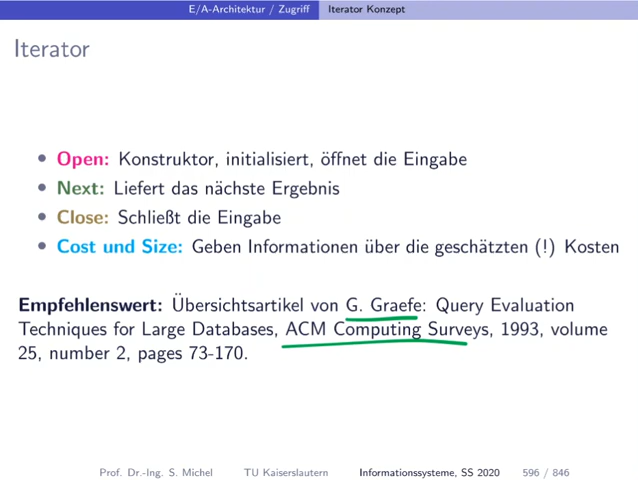 E/A-Architektur / Zugriff Iterator Konzept
Iterator
• Open: Konstruktor, initialisiert, öffnet die Eingabe
• Next: Liefert das nächste Ergebnis
• Close: Schließt die Eingabe
• Cost und Size: Geben Informationen über die geschätzten (!) Kosten
Empfehlenswert: Übersichtsartikel von G. Graefe: Query Evaluation
Techniques for Large Databases, ACM Computing Surveys, 1993, volume
25, number 2, pages 73-170.
Prof. Dr.-Ing. S. Michel TU Kaiserslautern Informationssysteme, SS 2020 596 / 846